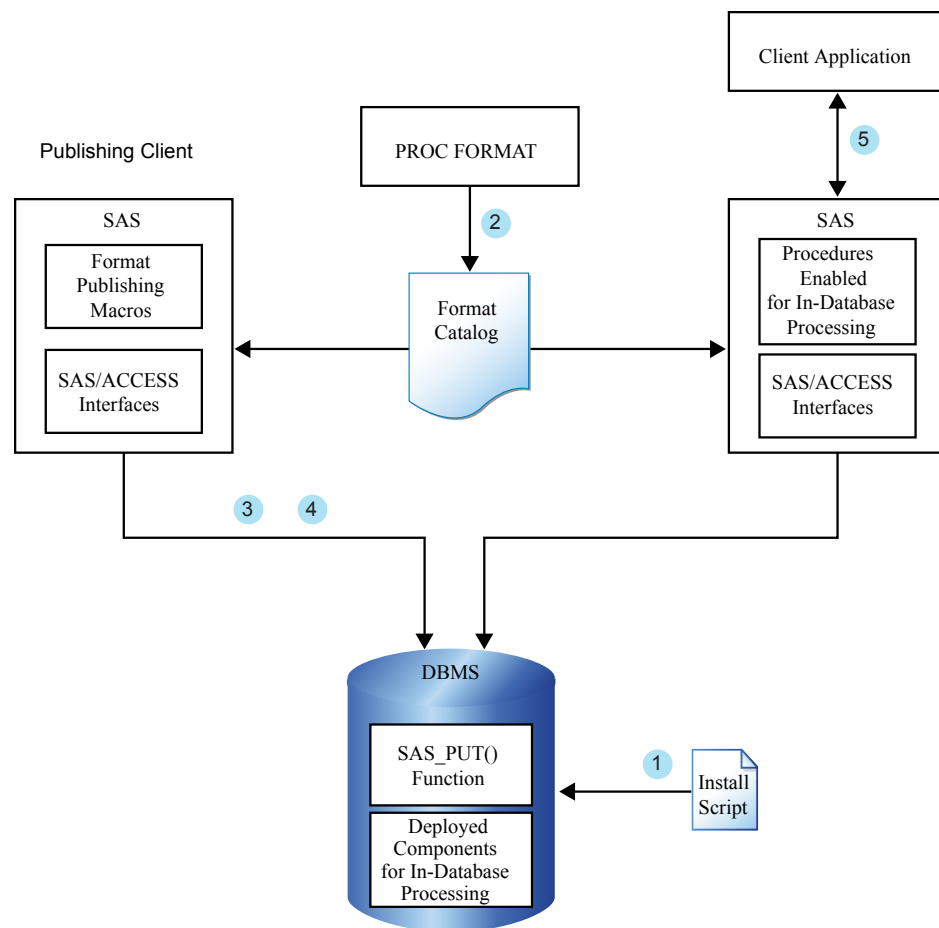 Client Application
5
PROC FORMAT
Publishing Client
2
SAS
Format
Publishing
Macros
SAS/ACCESS
Interfaces
Format
Catalog
SAS
Procedures
Enabled
for In-Database
Processing
SAS/ACCESS
Interfaces
3
4
DBMS
SAS_PUT()
Function
Deployed
Components
for In-Database
Processing
1
Install
Script